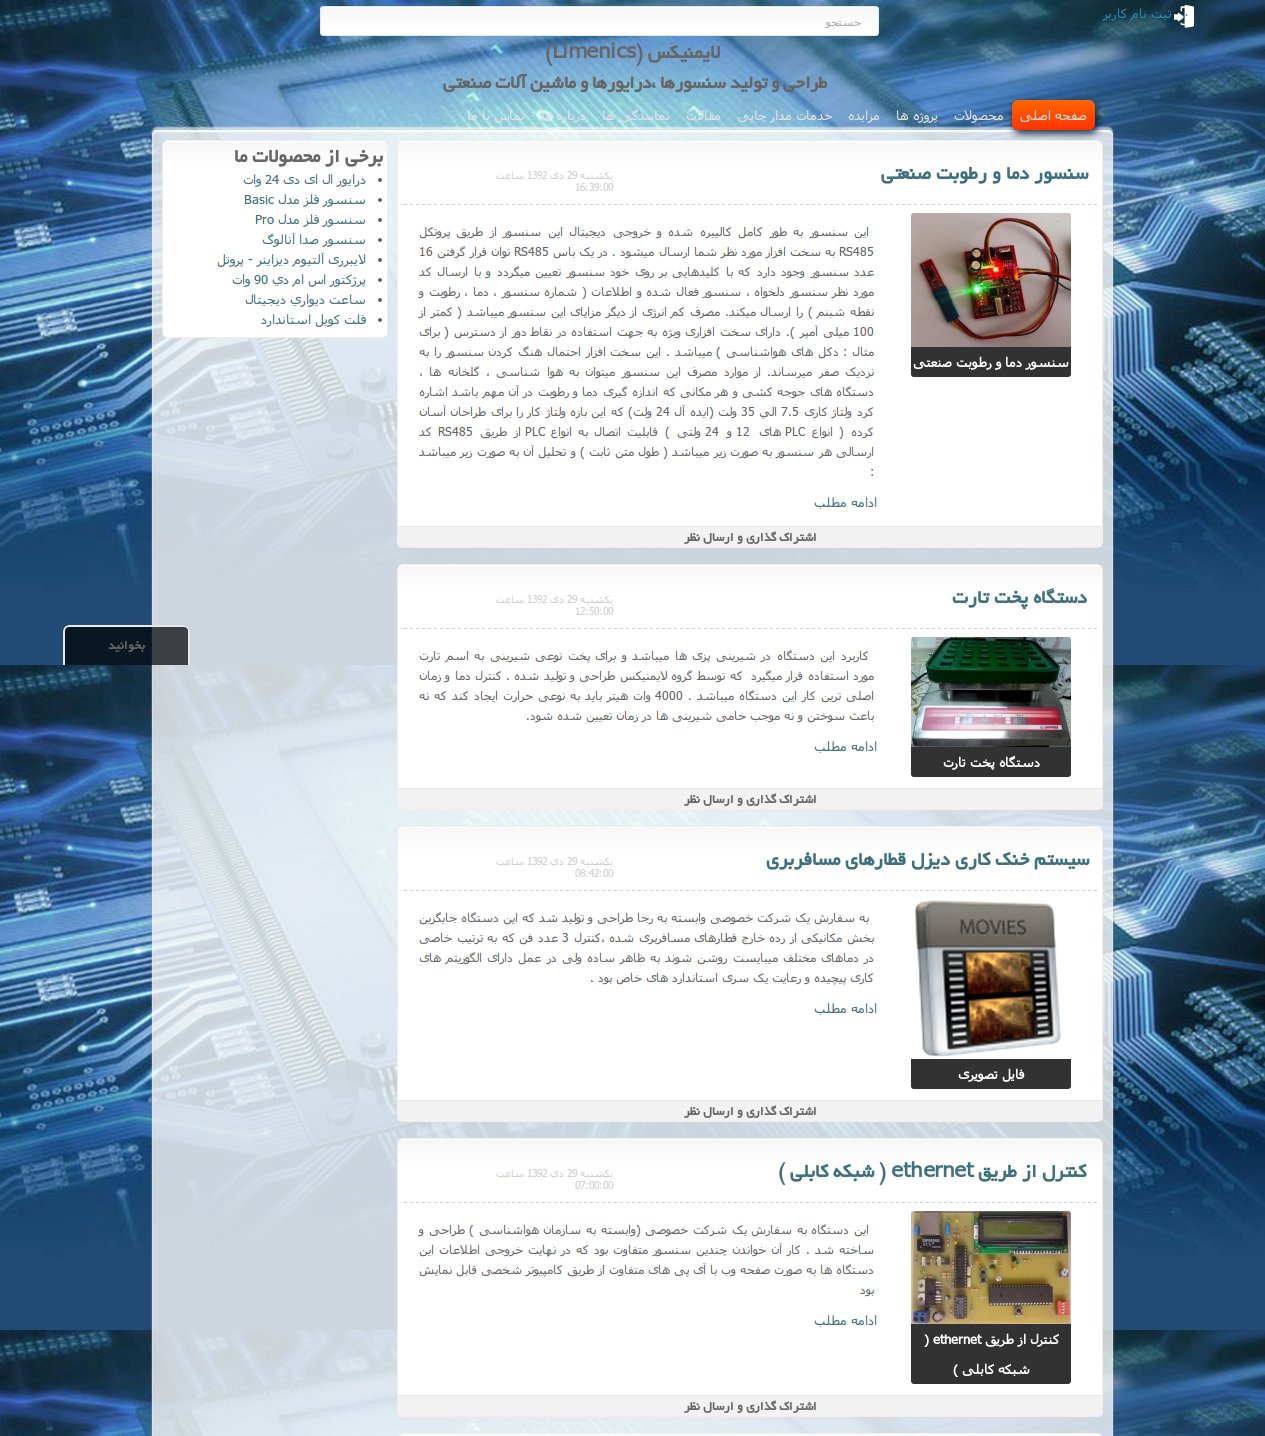 ثبت نام کاربر
جستجو
لایمنیکس (Limenics)
طراحی و تولید سنسورها ،درایورها و ماشین آلات صنعتی
صفحه اصلی
محصولات
پروژه ها
مزایده
خدمات مدار چاپی
مقالات
نمایندگی ها
درباره ما
تماس با ما
سنسور دما و رطوبت صنعتی
یکشنبه 29 دی 1392 ساعت
16:39:00
سنسور دما و رطوبت صنعتی
این سنسور به طور کامل کالیبره شده و خروجی دیجیتال این سنسور از طریق پروتکل
RS485 به سخت افزار مورد نظر شما ارسال میشود . در یک باس RS485 توان قرار گرفتن 16
عدد سنسور وجود دارد که با کلیدهایی بر روی خود سنسور تعیین میگردد و با ارسال کد
مورد نظر سنسور دلخواه ، سنسور فعال شده و اطلاعات ( شماره سنسور ، دما ، رطوبت و
نقطه شبنم ) را ارسال میکند. مصرف کم انرژی از دیگر مزایای این سنسور میباشد ( کمتر از
100 میلی آمپر ). دارای سخت افزاری ویژه به جهت استفاده در نقاط دور از دسترس ( برای
مثال : دکل های هواشناسی ) میباشد . این سخت افزار احتمال هنگ کردن سنسور را به
نزدیک صفر میرساند. از موارد مصرف این سنسور میتوان به هوا شناسی ، گلخانه ها ،
دستگاه های جوجه کشی و هر مکانی که اندازه گیری دما و رطوبت در آن مهم باشد اشاره
کرد ولتاژ کاری 7.5 الي 35 ولت (ایده آل 24 ولت) که این بازه ولتاژ کار را برای طراحان آسان
کرده ( انواع PLC های 12 و 24 ولتی ) قابلیت اتصال به انواع PLC از طریق RS485 کد
ارسالی هر سنسور به صورت زیر میباشد ( طول متن ثابت ) و تحلیل آن به صورت زیر میباشد
:
ادامه مطلب
اشتراک گذاری و ارسال نظر
دستگاه پخت تارت
یکشنبه 29 دی 1392 ساعت
12:50:00
دستگاه پخت تارت
کاربرد این دستگاه در شیرینی پزی ها میباشد و برای پخت نوعی شیرینی به اسم تارت
مورد استفاده قرار میگیرد که توسط گروه لایمنیکس طراحی و تولید شده . کنترل دما و زمان
اصلی ترین کار این دستگاه میباشد . 4000 وات هیتر باید به نوعی حرارت ایجاد کند که نه
باعث سوختن و نه موجب خامی شیرینی ها در زمان تعیین شده شود.
ادامه مطلب
اشتراک گذاری و ارسال نظر
سیستم خنک کاری دیزل قطارهای مسافربری
یکشنبه 29 دی 1392 ساعت
08:42:00
MOVIES
فایل تصویری
به سفارش یک شرکت خصوصی وابسته به رجا طراحی و تولید شد که این دستگاه جایگزین
بخش مکانیکی از رده خارج قطارهای مسافربری شده .کنترل 3 عدد فن که به ترتیب خاصی
در دماهای مختلف میبایست روشن شوند به ظاهر ساده ولی در عمل دارای الگوریتم های
کاری پیچیده و رعایت یک سری استاندارد های خاص بود .
ادامه مطلب
اشتراک گذاری و ارسال نظر
کنترل از طریق ethernet ( شبکه کابلی )
یکشنبه 29 دی 1392 ساعت
07:00:00
کنترل از طریق ethernet (
شبکه کابلی )
این دستگاه به سفارش یک شرکت خصوصی (وابسته به سازمان هواشناسی ) طراحی و
ساخته شد . کار آن خواندن چندین سنسور متفاوت بود که در نهایت خروجی اطلاعات این
دستگاه ها به صورت صفحه وب با آی پی های متفاوت از طریق کامپیوتر شخصی قابل نمایش
بود
ادامه مطلب
اشتراک گذاری و ارسال نظر
برخی از محصولات ما
درایور ال ای دی 24 وات
سنسور فلز مدل Basic
سنسور فلز مدل Pro
سنسور صدا آنالوگ
لایبرری آلتیوم دیزاینر - پروتل
پرژکتور اس ام دي 90 وات
ساعت ديواري ديجيتال
فلت کویل استاندارد
بخوانید